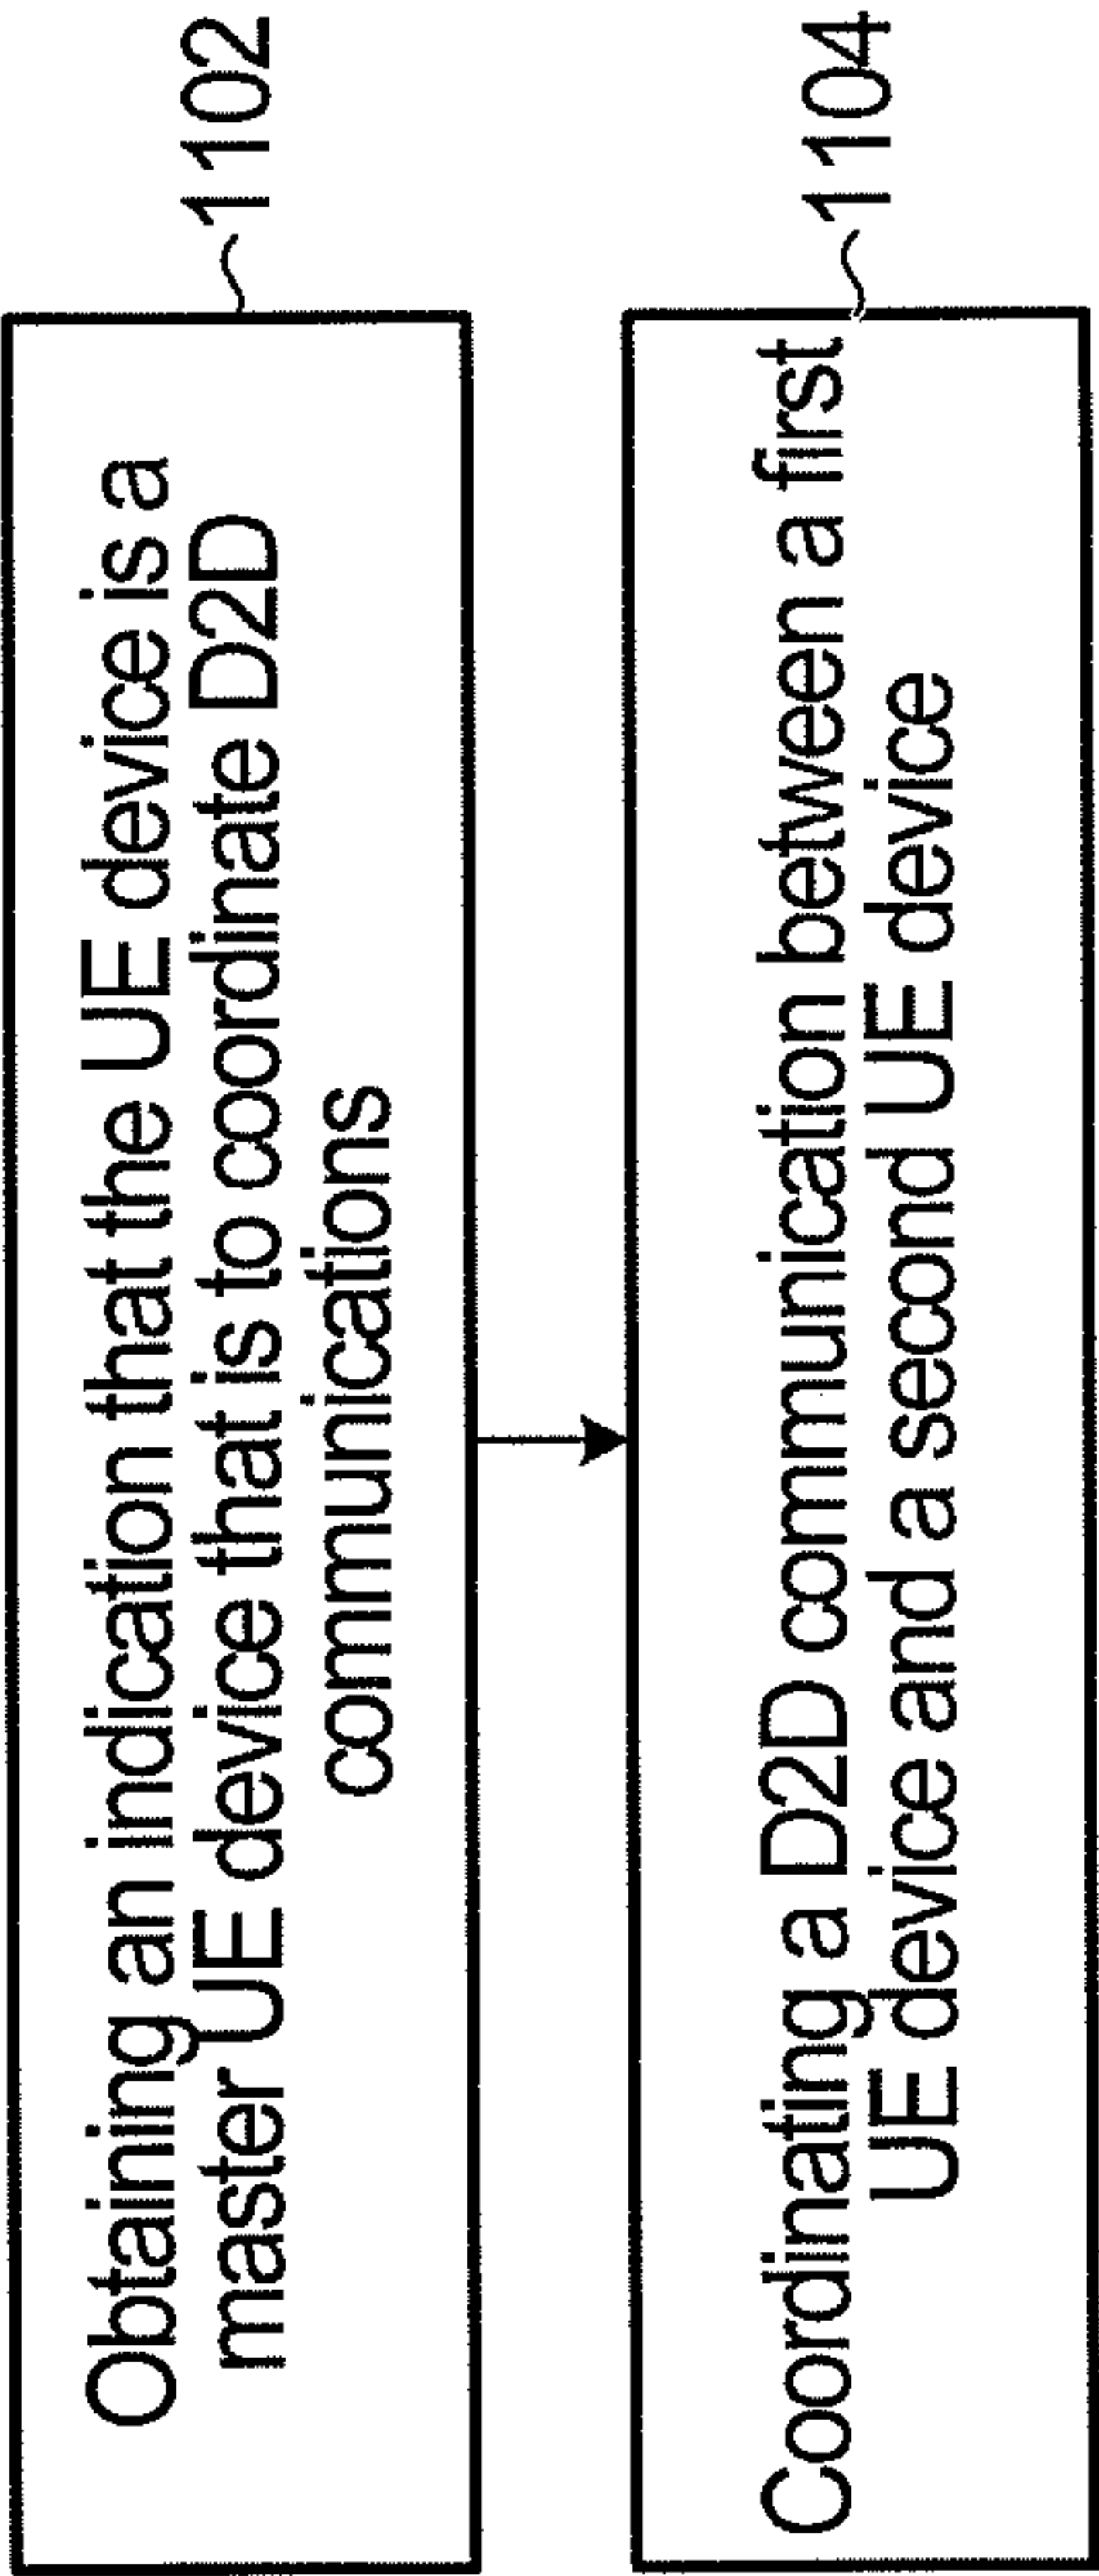 Obtaining an indication that the UE device is a
master UE device that is to coordinate D2D
communications
1102
Coordinating a D2D communication between a first
UE device and a second UE device
1104